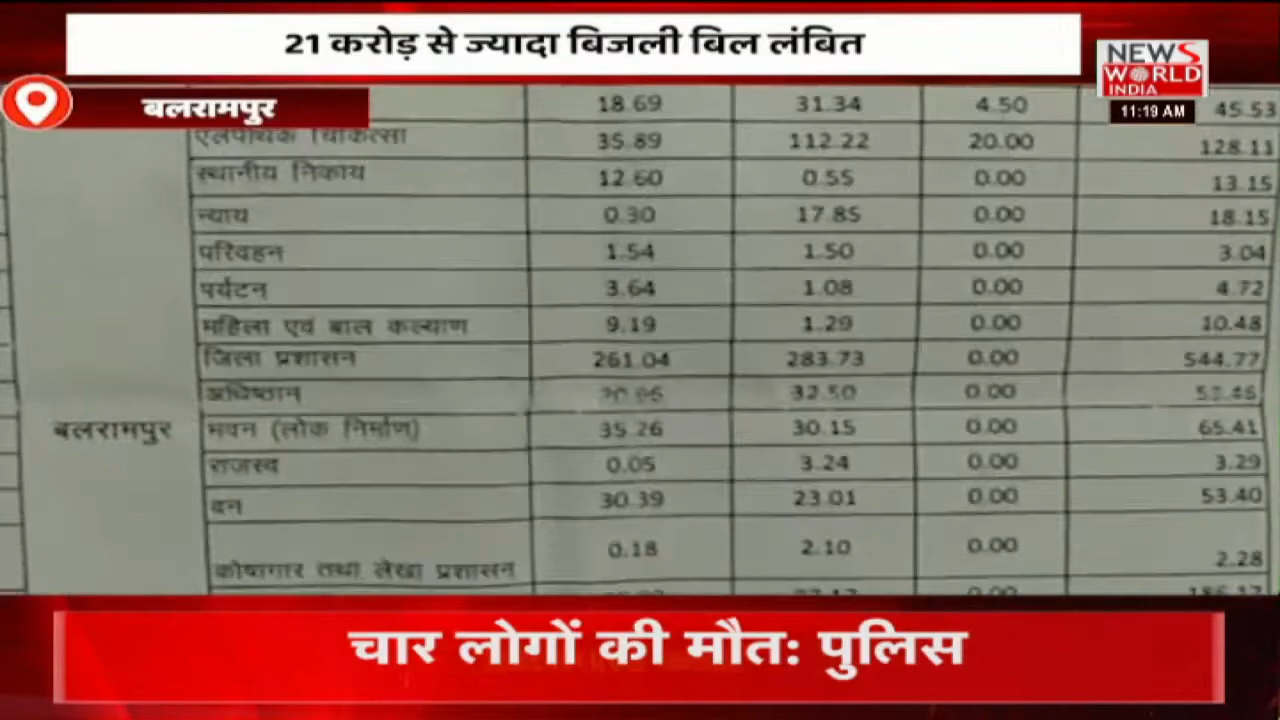 21 करोड़ से ज्यादा बिजली बिल लंबित
NEWS
WORLD
INDIA
11:19 AM
बलरामपुर
18.69 31.34 4.50 45.53
एलोपैथिक चिकित्सा 35.89 112.22 20.00 128.11
स्थानीय निकाय 12.60 0.55 0.00 13.15
न्याय 0.30 17.85 0.00 18.15
परिवहन 1.54 1.50 0.00 3.04
पर्यटन 3.64 1.08 0.00 4.72
महिला एवं बाल कल्याण 9.19 1.29 0.00 10.48
जिला प्रशासन 261.04 283.73 0.00 544.77
अधिष्ठान 32.50 0.00
बलरामपुर भवन (लोक निर्माण) 35.26 30.15 0.00 65.41
राजस्व 0.05 3.24 0.00 3.29
वन 30.39 23.01 0.00 53.40
कोषागार तथा लेखा प्रशासन 0.18 2.10 0.00 2.28
चार लोगों की मौत: पुलिस